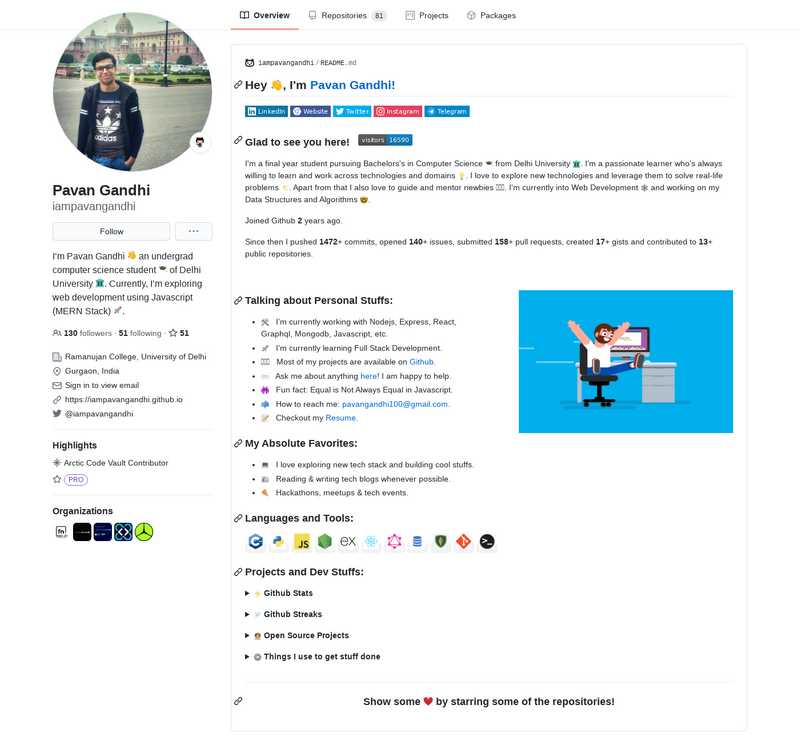 Overview
Repositories 81
Projects
Packages
Pavan Gandhi
iampavangandhi
Follow
...
I'm Pavan Gandhi 👋 an undergrad
computer science student 🎓 of Delhi
University 🏛. Currently, I'm exploring
web development using Javascript
(MERN Stack) 🚀.
130 followers · 51 following · 51
Ramanujan College, University of Delhi
Gurgaon, India
Sign in to view email
https://iampavangandhi.github.io
@iampavangandhi
Highlights
Arctic Code Vault Contributor
PRO
Organizations
iampavangandhi/README.md
Hey 👋, I'm Pavan Gandhi!
LinkedIn Website Twitter Instagram Telegram
Glad to see you here! visitors 16590
I'm a final year student pursuing Bachelors's in Computer Science 🎓 from Delhi University 🏛. I'm a passionate learner who's always
willing to learn and work across technologies and domains 💡. I love to explore new technologies and leverage them to solve real-life
problems ✨. Apart from that I also love to guide and mentor newbies. I'm currently into Web Development 🕸 and working on my
Data Structures and Algorithms 🤓.
Joined Github 2 years ago.
Since then I pushed 1472+ commits, opened 140+ issues, submitted 158+ pull requests, created 17+ gists and contributed to 13+
public repositories.
Talking about Personal Stuffs:
I'm currently working with Nodejs, Express, React,
Graphql, Mongodb, Javascript, etc.
I'm currently learning Full Stack Development.
Most of my projects are available on Github.
Ask me about anything here! I am happy to help.
Fun fact: Equal is Not Always Equal in Javascript.
How to reach me: pavangandhi100@gmail.com.
Checkout my Resume.
My Absolute Favorites:
I love exploring new tech stack and building cool stuffs.
Reading & writing tech blogs whenever possible.
Hackathons, meetups & tech events.
Languages and Tools:
JS
ex
Projects and Dev Stuffs:
⚡ Github Stats
Github Streaks
Open Source Projects
⚙ Things I use to get stuff done
Show some ❤ by starring some of the repositories!